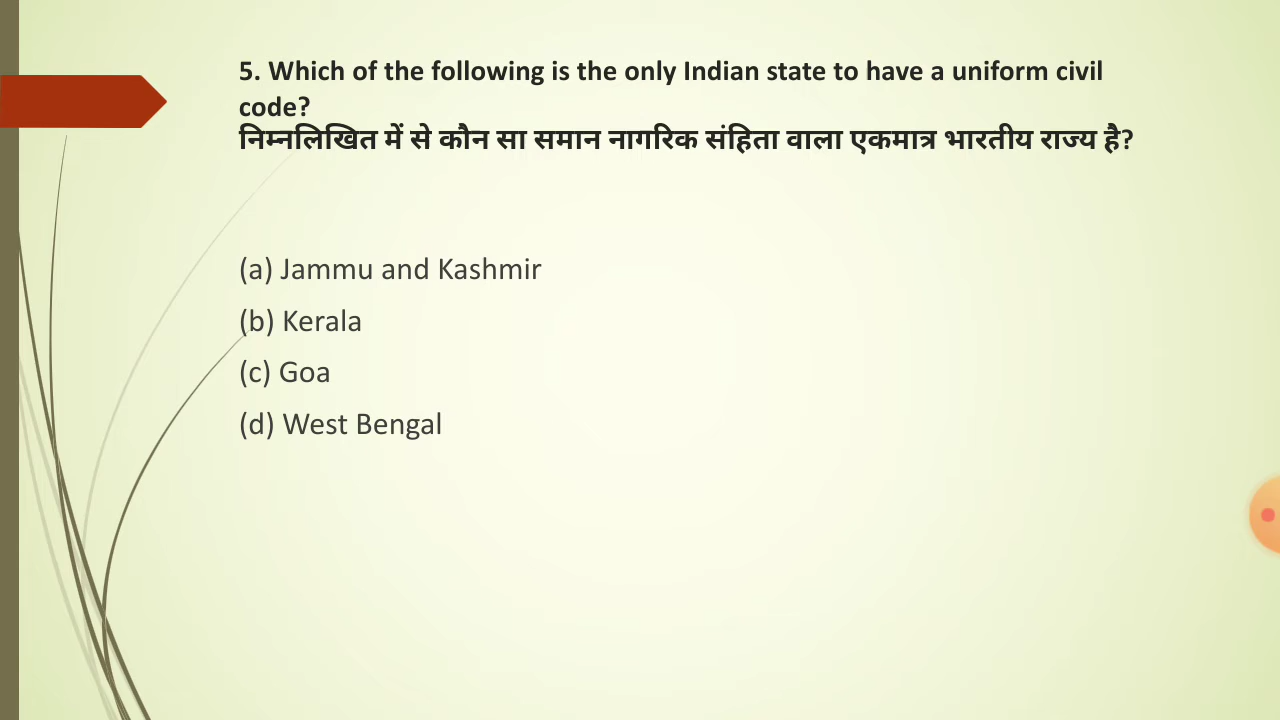 5. Which of the following is the only Indian state to have a uniform civil
code?
निम्नलिखित में से कौन सा समान नागरिक संहिता वाला एकमात्र भारतीय राज्य है?
(a) Jammu and Kashmir
(b) Kerala
(c) Goa
(d) West Bengal